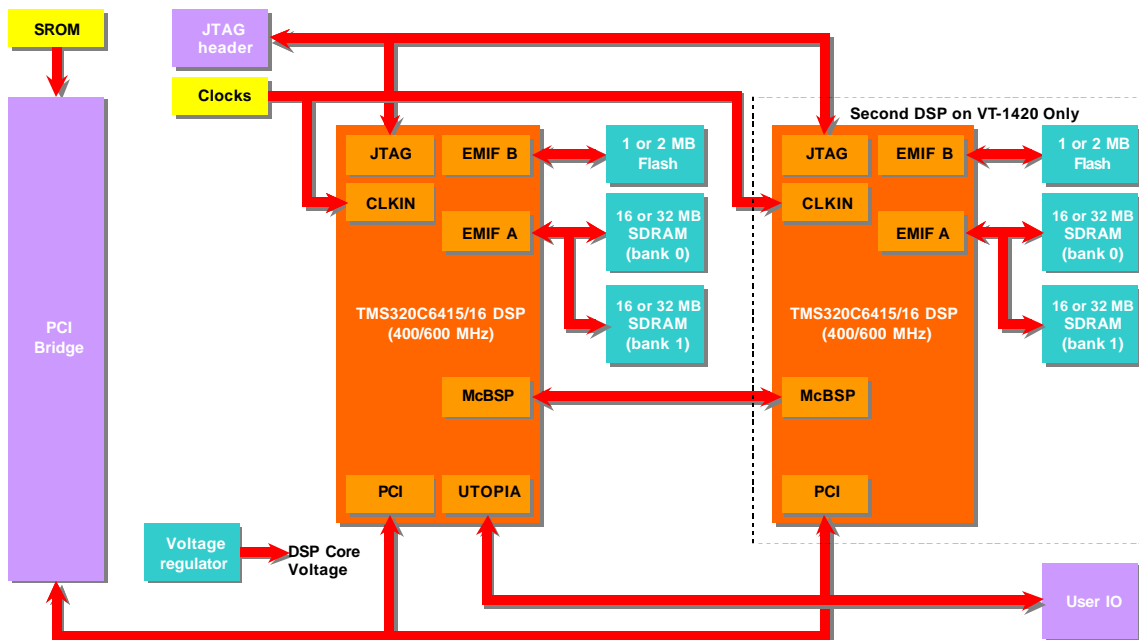 SROM
JTAG
header
Clocks
Second DSP on VT-1420 Only
JTAG
EMIF B
1 or 2 MB
Flash
CLKIN
EMIF A
16 or 32 MB
SDRAM
(bank 0)
16 or 32 MB
SDRAM
(bank 1)
TMS320C6415/16 DSP
(400/600 MHz)
McBSP
PCI
UTOPIA
JTAG
EMIF B
1 or 2 MB
Flash
CLKIN
EMIF A
16 or 32 MB
SDRAM
(bank 0)
16 or 32 MB
SDRAM
(bank 1)
TMS320C6415/16 DSP
(400/600 MHz)
McBSP
PCI
PCI
Bridge
Voltage
regulator
DSP Core
Voltage
User IO